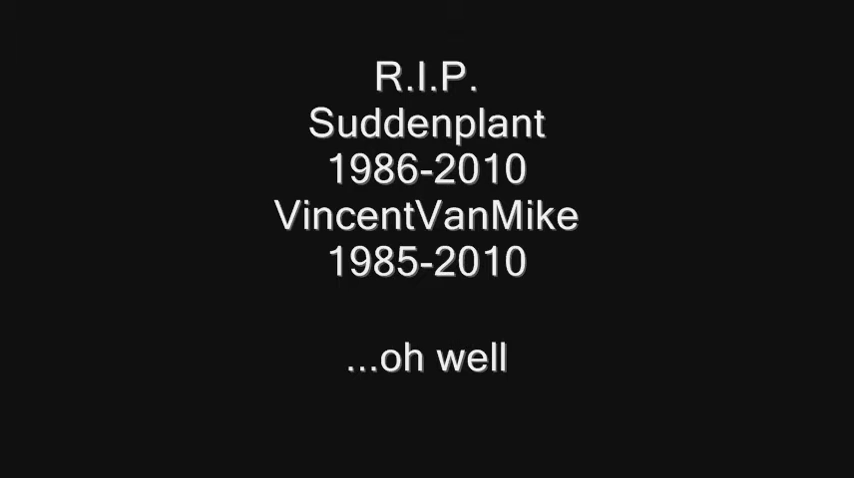 R.I.P.
Suddenplant
1986-2010
VincentVanMike
1985-2010
...oh well